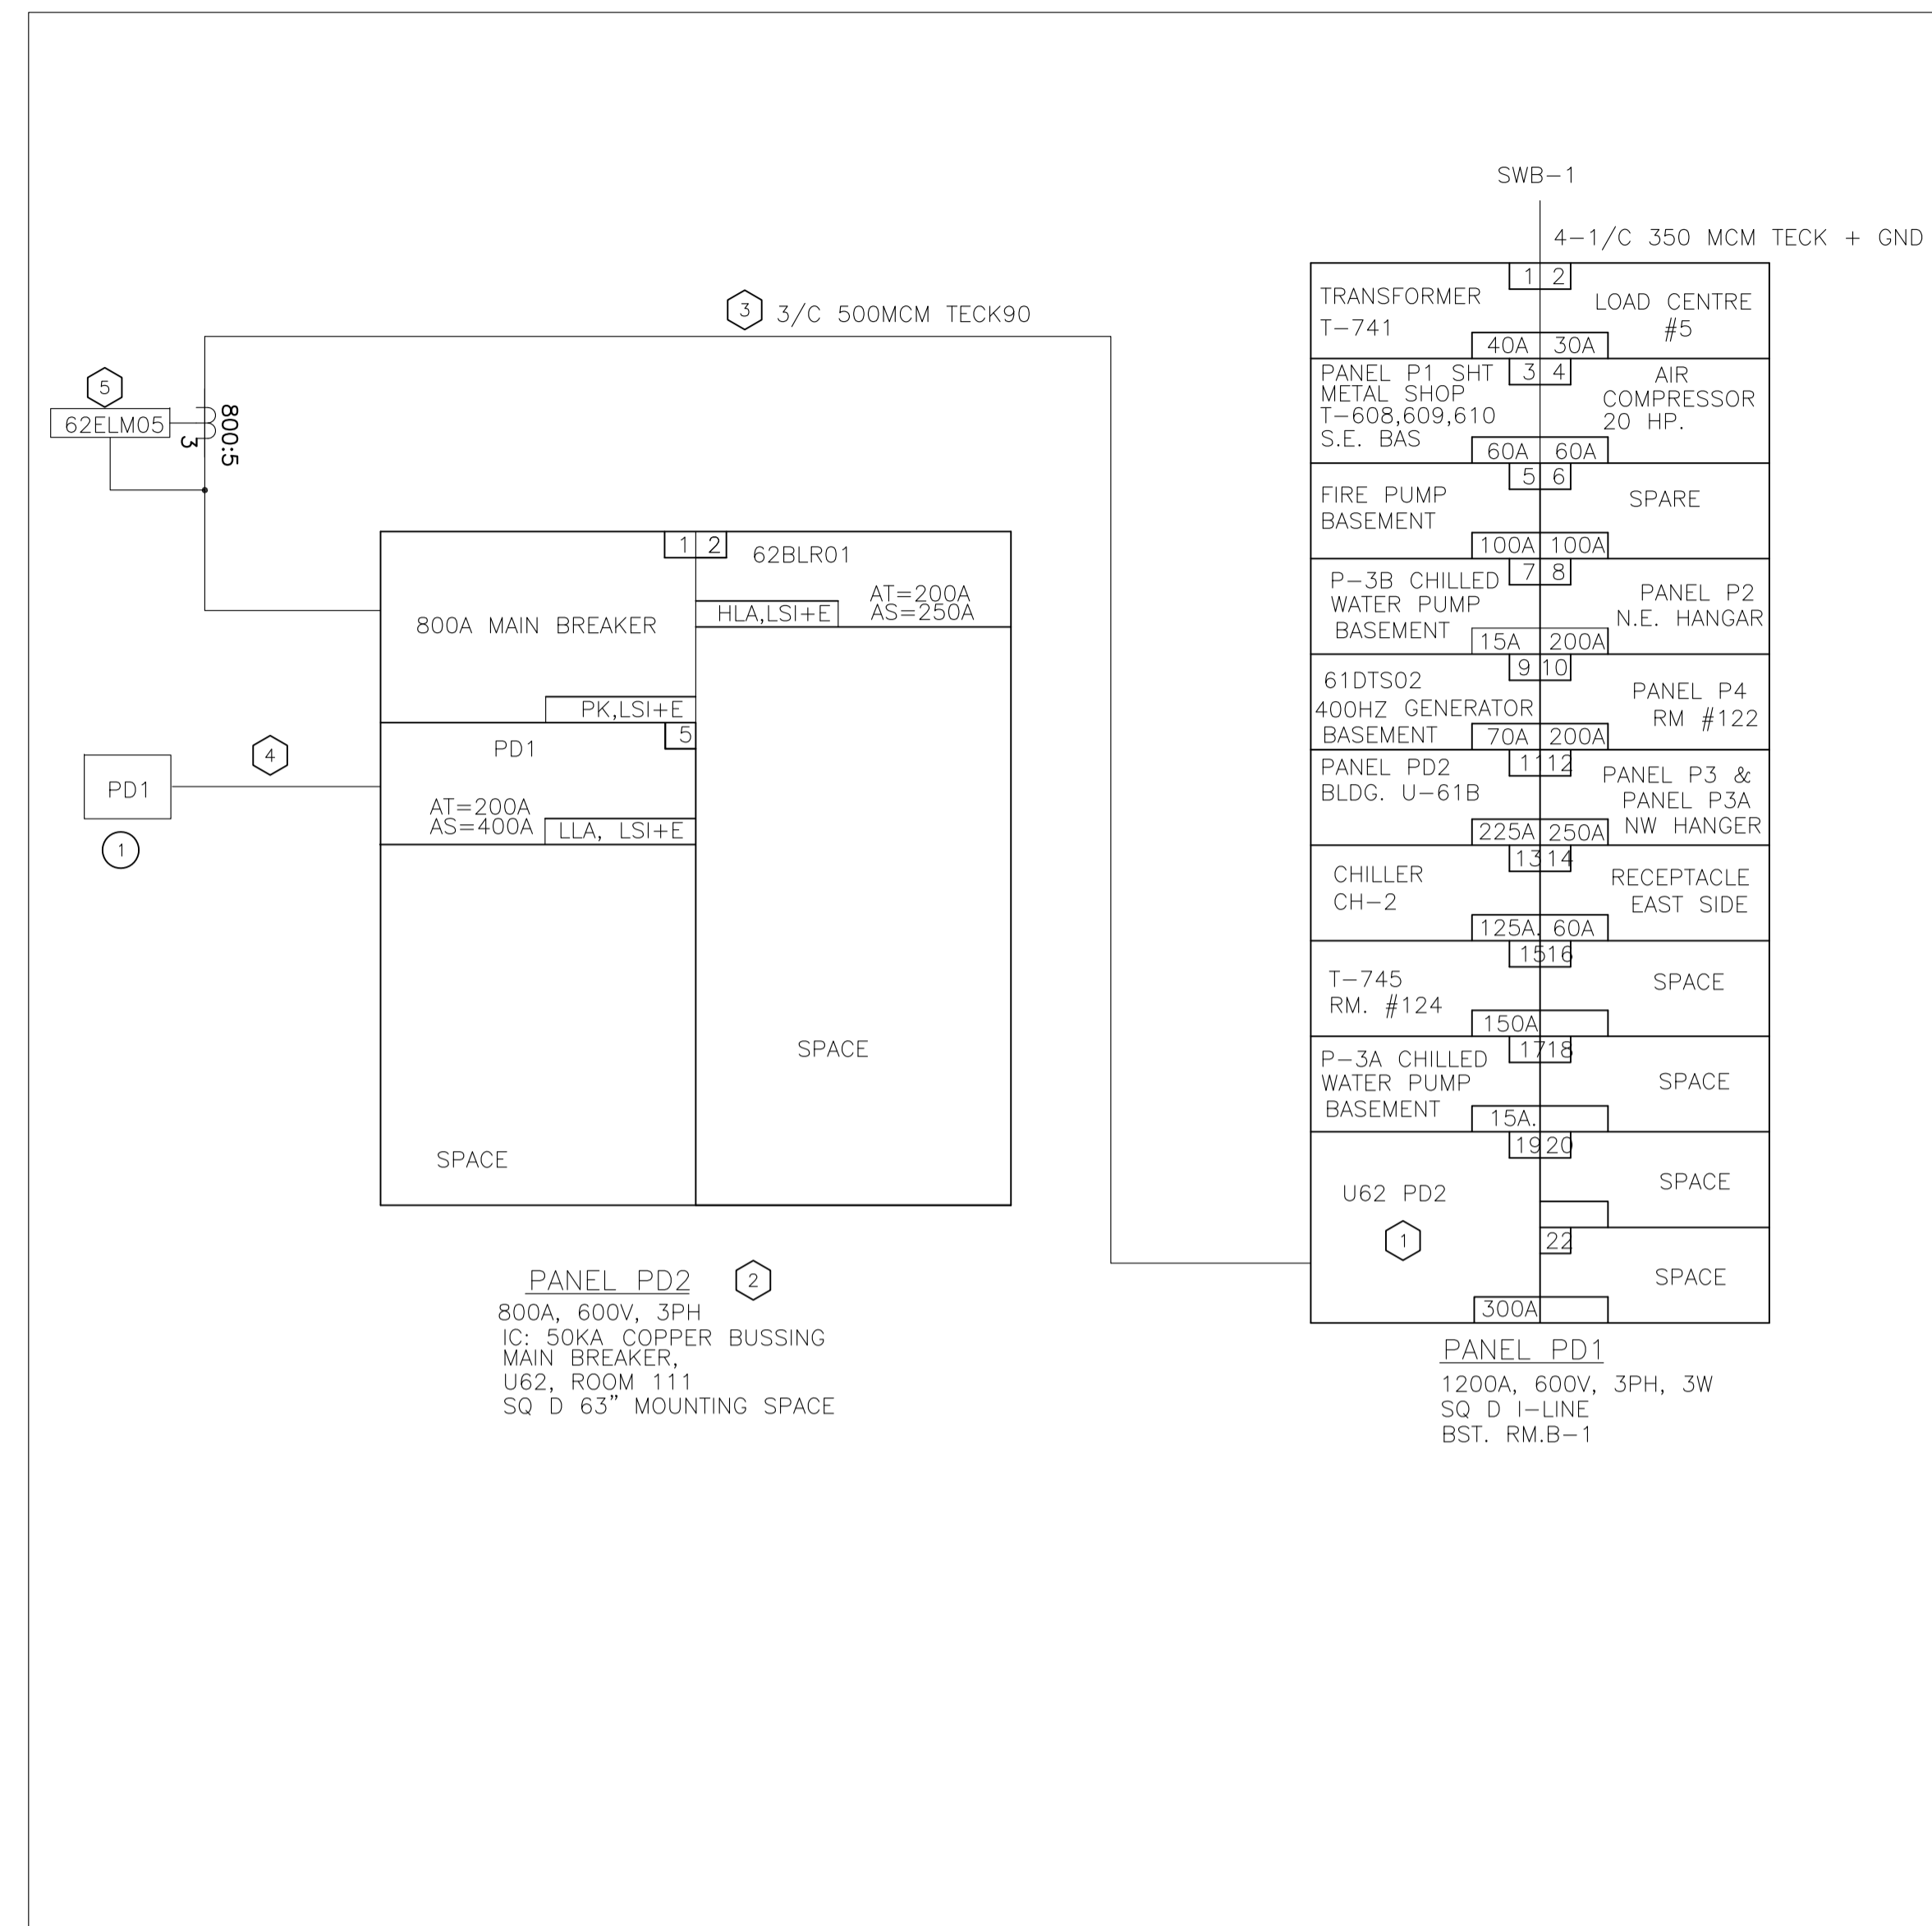 SWB-1
4-1/C 350 MCM TECK + GND
3
3/C 500MCM TECK90
5
62ELM05
800:5
3
1
2
62BLR01
AT=200A
AS=250A
HLA,LSI+E
800A MAIN BREAKER
PK,LSI+E
5
PD1
AT=200A
AS=400A
LLA, LSI+E
4
PD1
1
SPACE
SPACE
PANEL PD2
2
800A, 600V, 3PH
IC: 50KA COPPER BUSSING
MAIN BREAKER,
U62, ROOM 111
SQ D 63" MOUNTING SPACE
1
2
TRANSFORMER
T-741
40A
LOAD CENTRE
#5
30A
3
4
PANEL P1 SHT
METAL SHOP
T-608,609,610
S.E. BAS
60A
AIR
COMPRESSOR
20 HP.
60A
5
6
FIRE PUMP
BASEMENT
100A
SPARE
100A
7
8
P-3B CHILLED
WATER PUMP
BASEMENT
15A
PANEL P2
N.E. HANGAR
200A
9
10
61DTS02
400HZ GENERATOR
BASEMENT
70A
PANEL P4
RM #122
200A
11
12
PANEL PD2
BLDG. U-61B
225A
PANEL P3 &
PANEL P3A
NW HANGER
250A
13
14
CHILLER
CH-2
125A.
RECEPTACLE
EAST SIDE
60A
15
16
T-745
RM. #124
150A
SPACE
17
18
P-3A CHILLED
WATER PUMP
BASEMENT
15A.
SPACE
19
20
U62 PD2
1
300A
SPACE
22
SPACE
PANEL PD1
1200A, 600V, 3PH, 3W
SQ D I-LINE
BST. RM.B-1